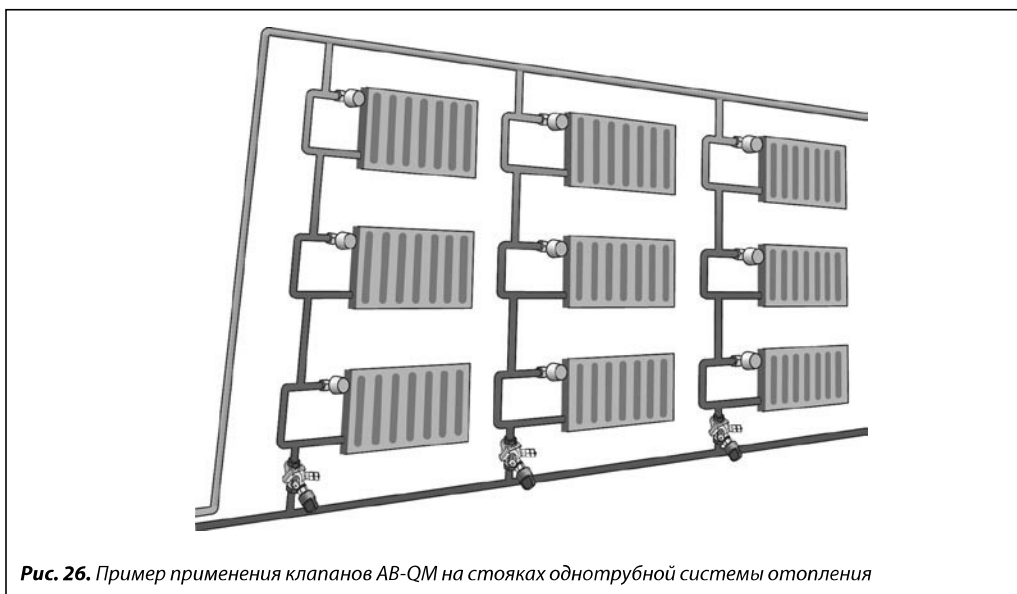 Рис. 26. Пример применения клапанов AB-QM на стояках однотрубной системы отопления